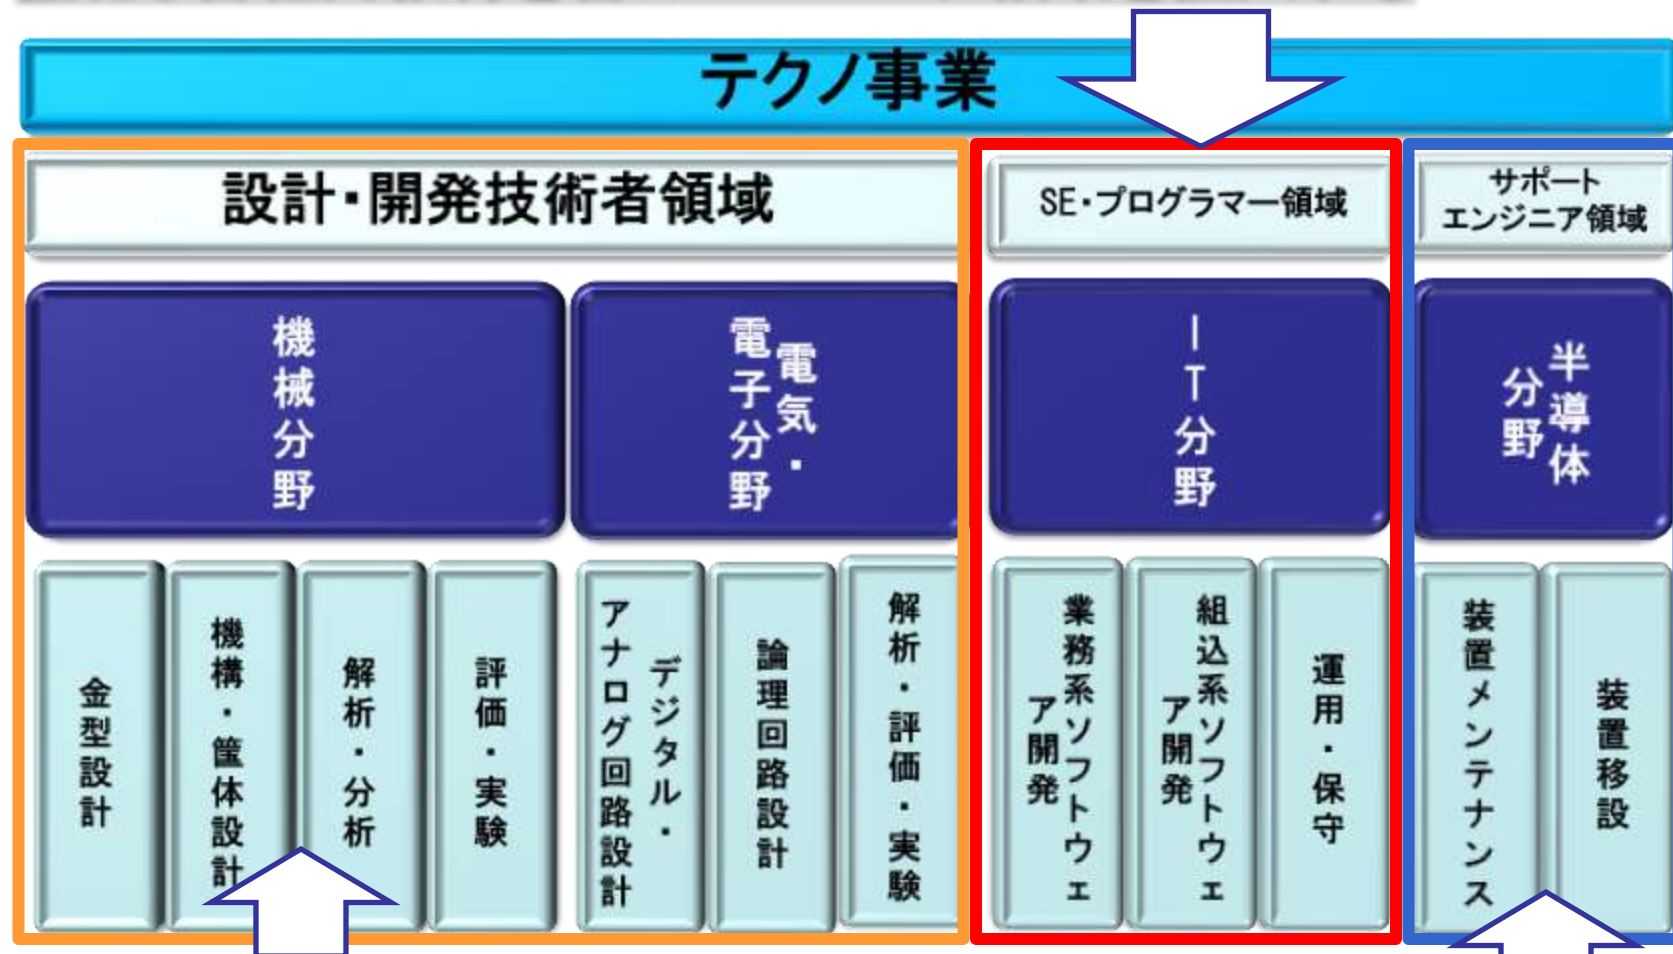 テクノ事業
設計・開発技術者領域
SE・プログラマー領域
サポート
エンジニア領域
機械分野
電気・
電子分野
IT分野
半導体
分野
金型設計
機構・筐体設計
解析・分析
評価・実験
デジタル・
アナログ回路設計
論理回路設計
解析・評価・実験
業務系ソフトウェ
ア開発
組込系ソフトウェ
ア開発
運用・保守
装置メンテナンス
装置移設